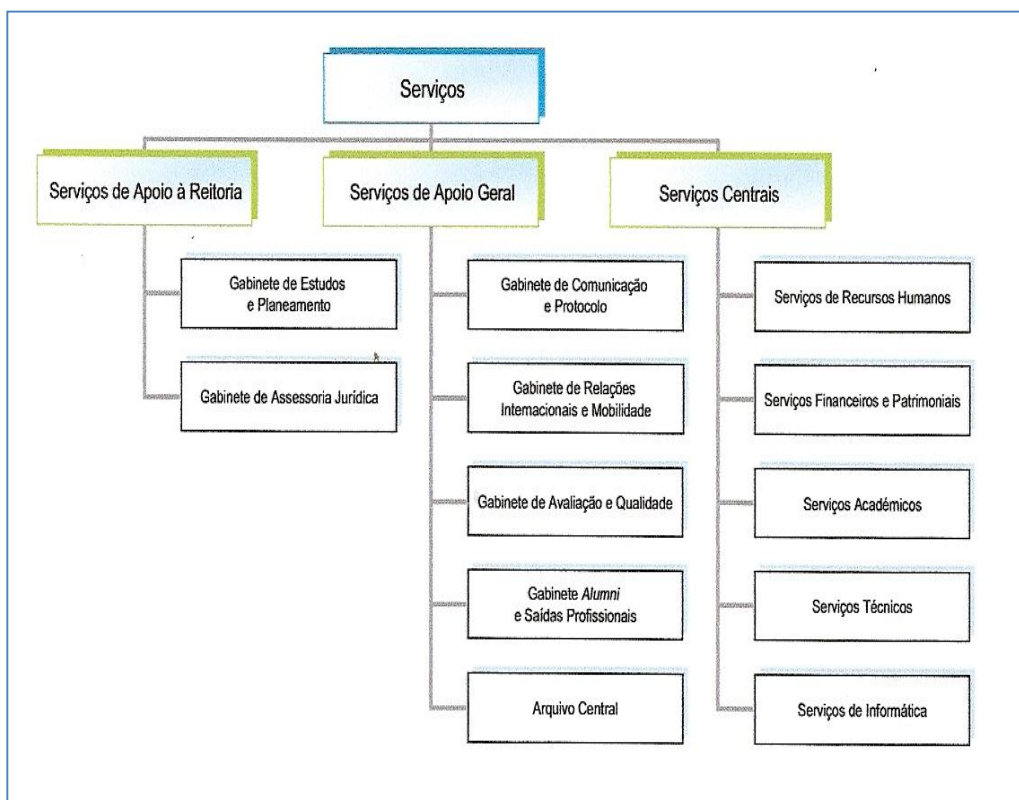 Serviços
Serviços de Apoio à Reitoria
Serviços de Apoio Geral
Serviços Centrais
Gabinete de Estudos
e Planeamento
Gabinete de Assessoria Jurídica
Gabinete de Comunicação
e Protocolo
Gabinete de Relações
Internacionais e Mobilidade
Gabinete de Avaliação e Qualidade
Gabinete Alumni
e Saídas Profissionais
Arquivo Central
Serviços de Recursos Humanos
Serviços Financeiros e Patrimoniais
Serviços Académicos
Serviços Técnicos
Serviços de Informática